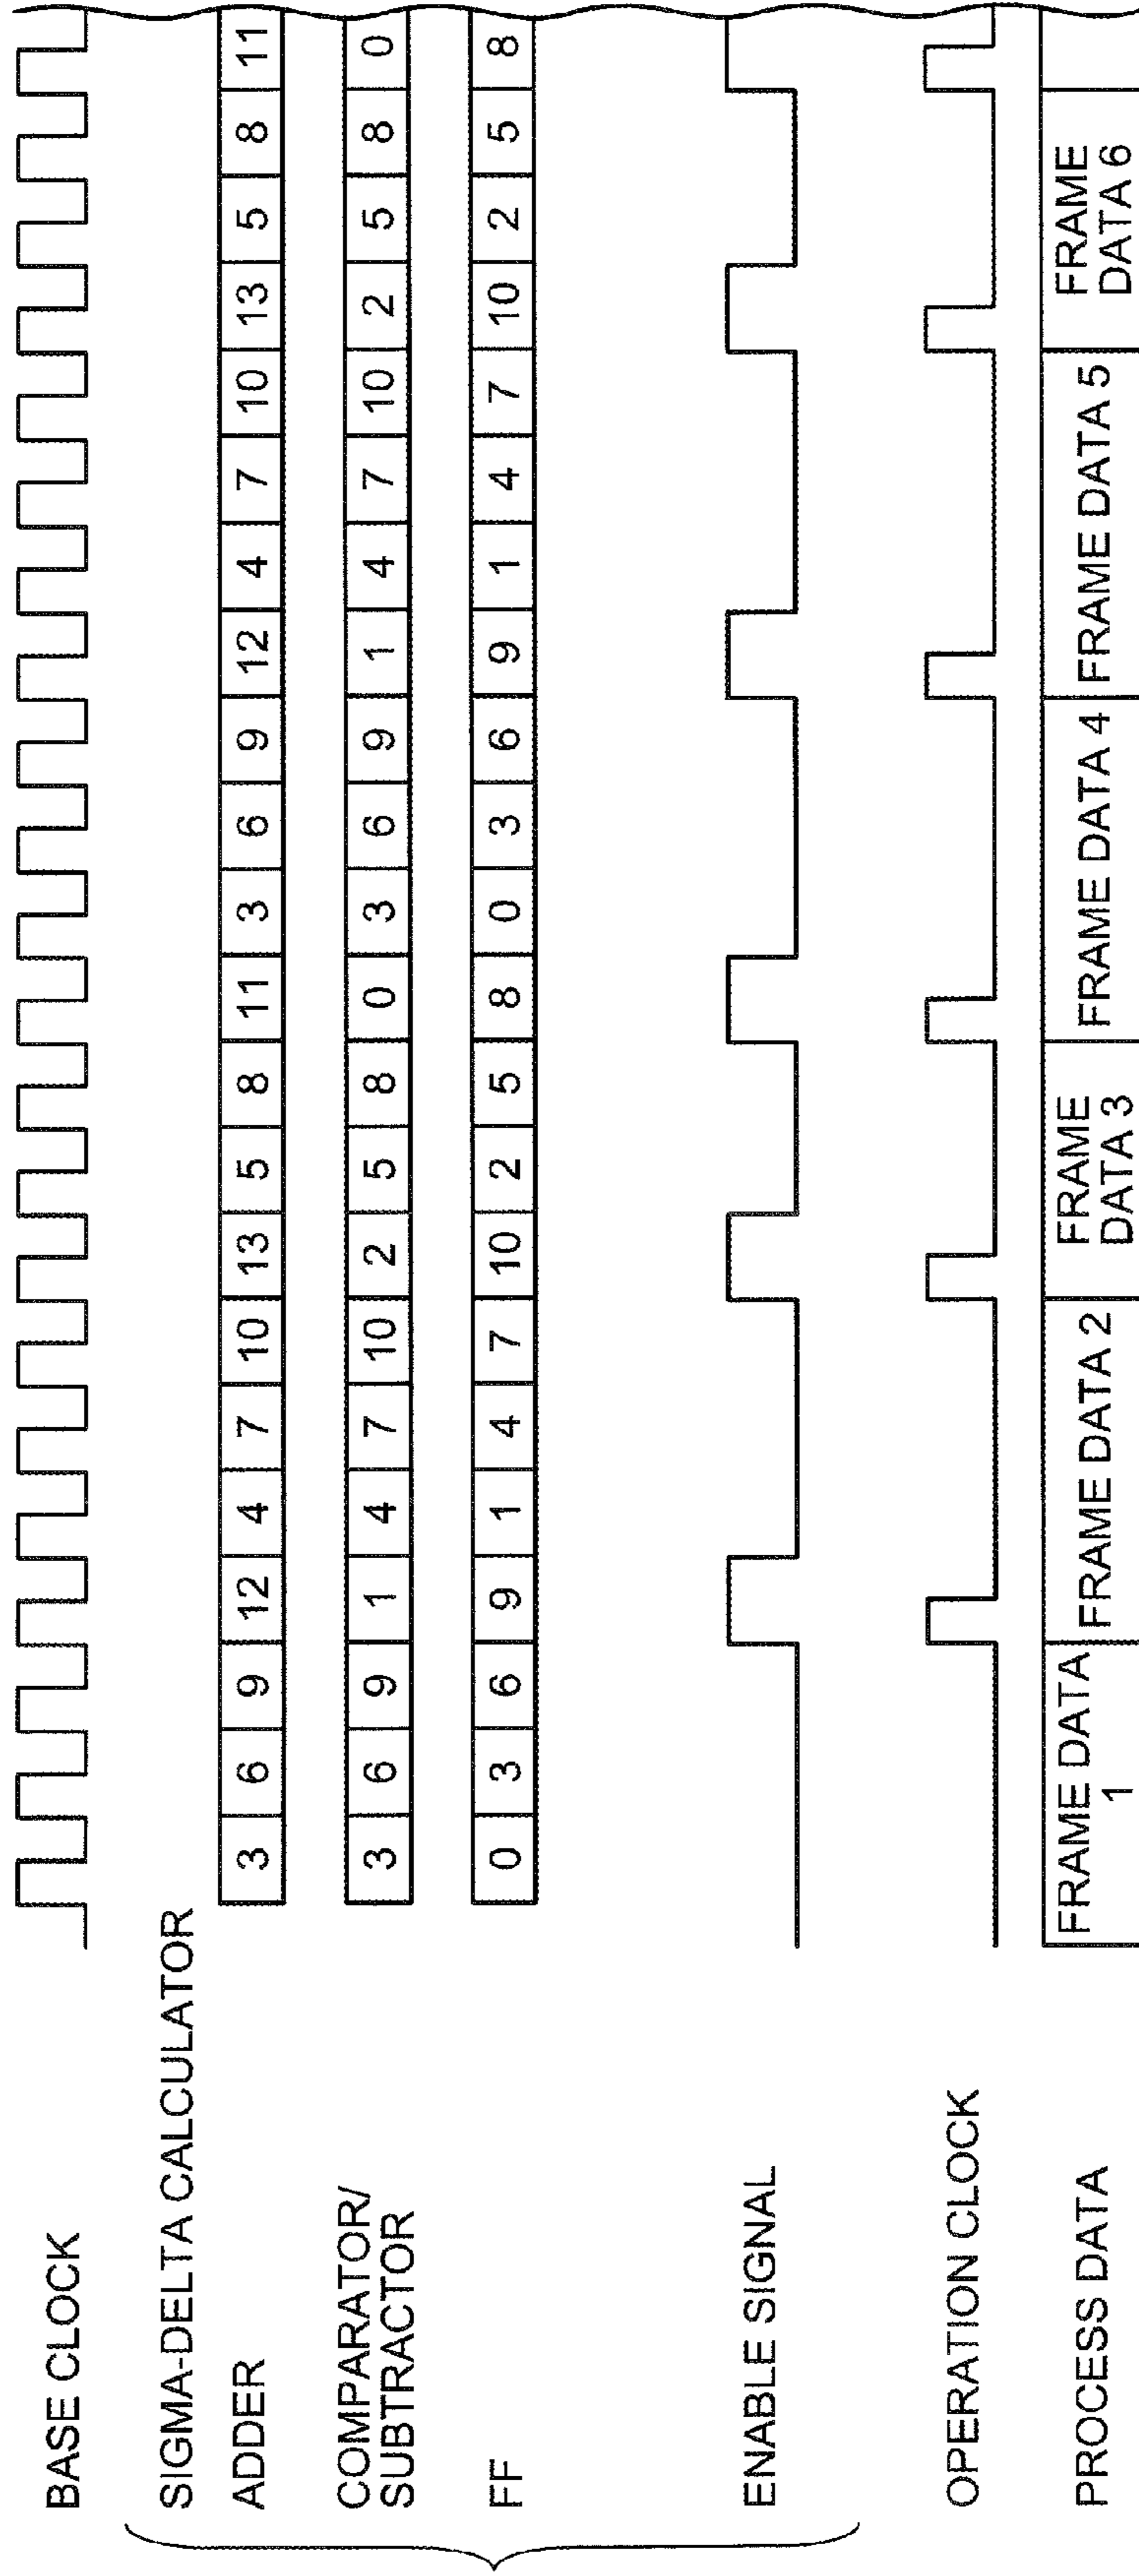 BASE CLOCK
SIGMA-DELTA CALCULATOR
ADDER 3 6 9 12 4 7 10 13 5 8 11 3 6 9 12 4 7 10 13 5 8 11
COMPARATOR/
SUBTRACTOR 3 6 9 1 4 7 10 2 5 8 0 3 6 9 1 4 7 10 2 5 8 0
FF 0 3 6 9 1 4 7 10 2 5 8 0 3 6 9 1 4 7 10 2 5 8
ENABLE SIGNAL
OPERATION CLOCK
PROCESS DATA
FRAME DATA
1
FRAME DATA 2
FRAME
DATA 3
FRAME DATA 4
FRAME DATA 5
FRAME
DATA 6